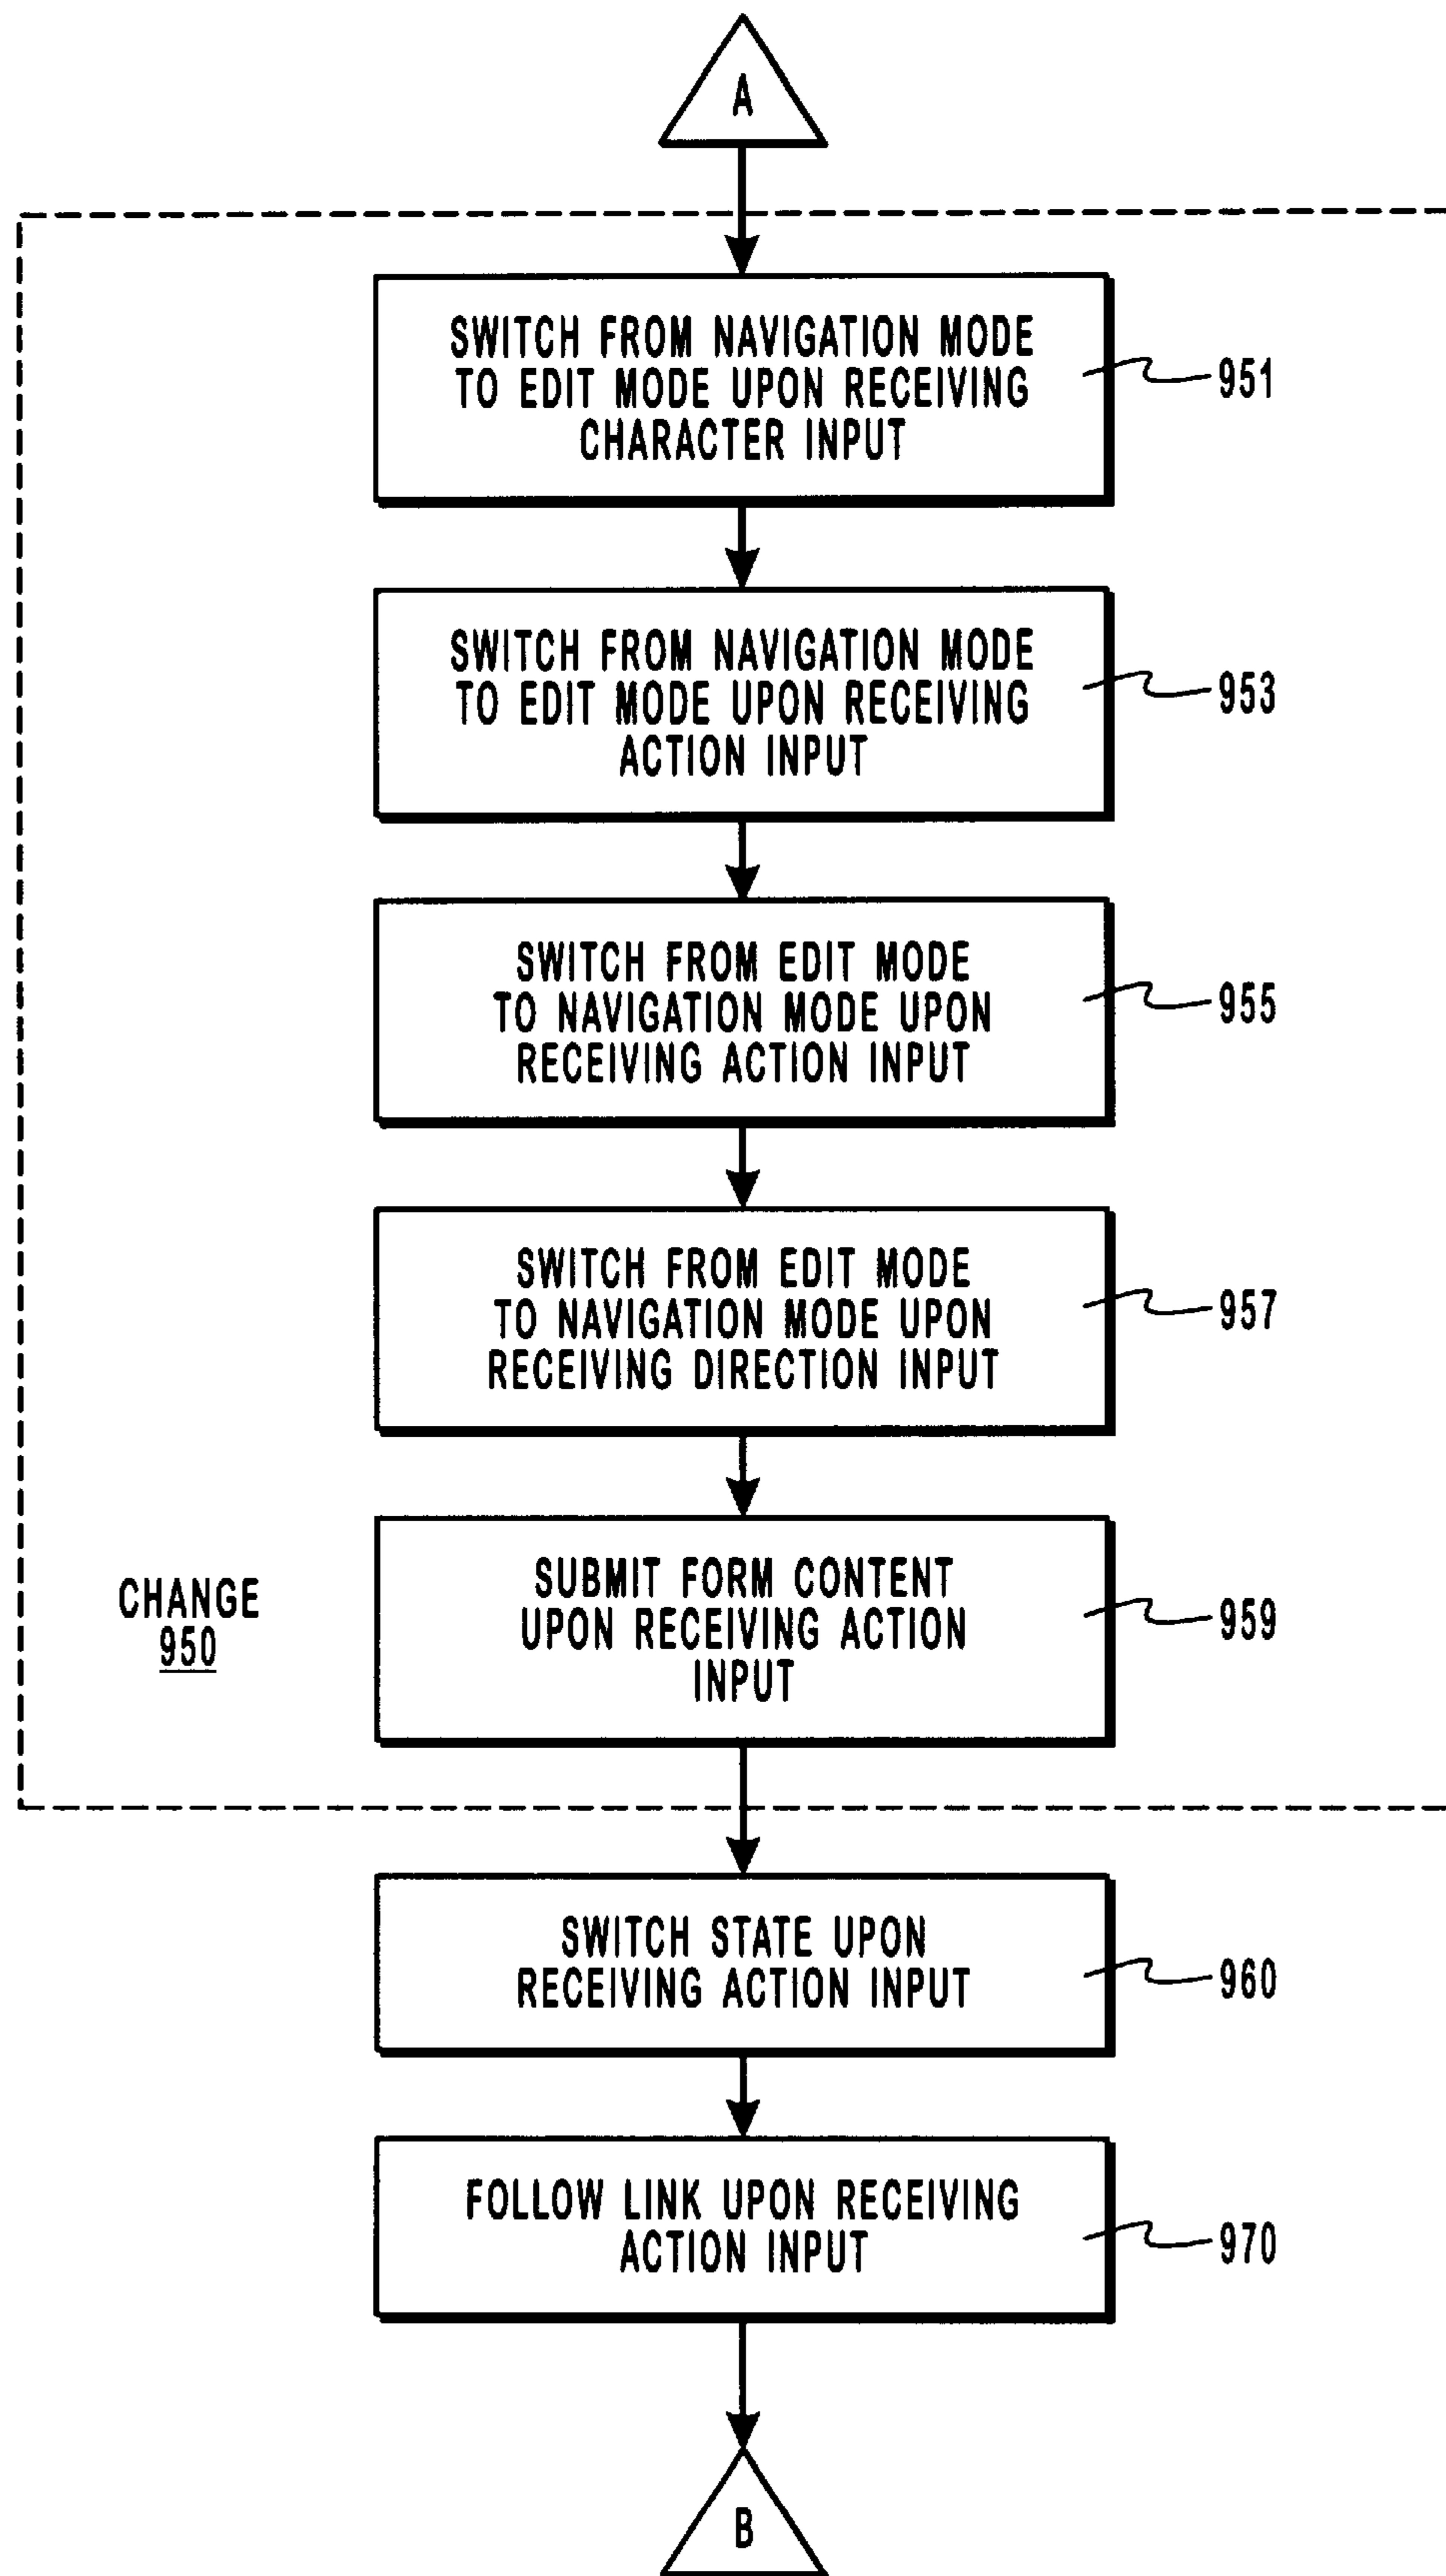 A
SWITCH FROM NAVIGATION MODE
TO EDIT MODE UPON RECEIVING
CHARACTER INPUT
951
SWITCH FROM NAVIGATION MODE
TO EDIT MODE UPON RECEIVING
ACTION INPUT
953
SWITCH FROM EDIT MODE
TO NAVIGATION MODE UPON
RECEIVING ACTION INPUT
955
SWITCH FROM EDIT MODE
TO NAVIGATION MODE UPON
RECEIVING DIRECTION INPUT
957
CHANGE
950
SUBMIT FORM CONTENT
UPON RECEIVING ACTION
INPUT
959
SWITCH STATE UPON
RECEIVING ACTION INPUT
960
FOLLOW LINK UPON RECEIVING
ACTION INPUT
970
B